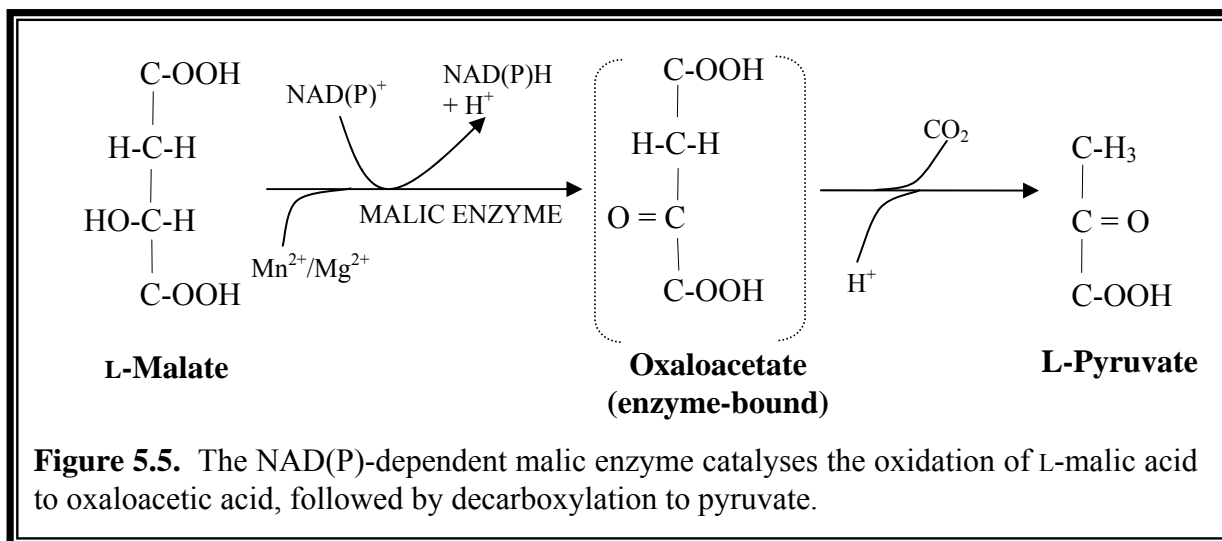 C-OOH
H-C-H
HO-C-H
C-OOH
L-Malate
NAD(P)⁺
NAD(P)H
+ H⁺
MALIC ENZYME
Mn²⁺/Mg²⁺
C-OOH
H-C-H
O = C
C-OOH
Oxaloacetate
(enzyme-bound)
CO₂
H⁺
C-H₃
C = O
C-OOH
L-Pyruvate
Figure 5.5. The NAD(P)-dependent malic enzyme catalyses the oxidation of L-malic acid
to oxaloacetic acid, followed by decarboxylation to pyruvate.